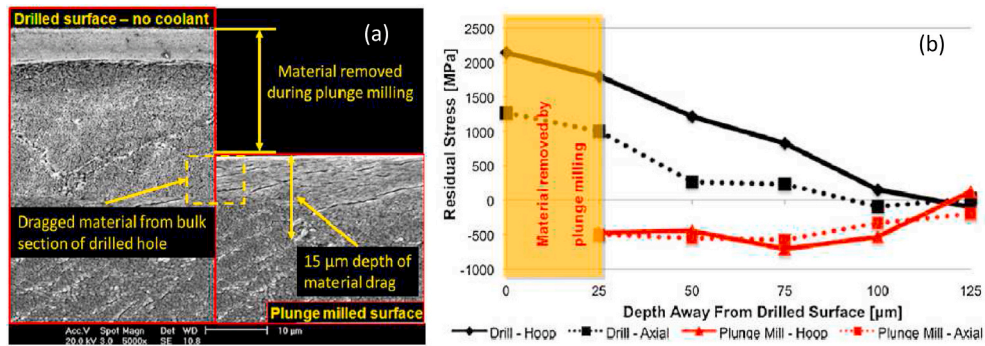 Drilled surface – no coolant
(a)
Material removed
during plunge milling
Dragged material from bulk
section of drilled hole
15 µm depth of
material drag
Plunge milled surface
Acc.V Spot Magn Det WD
20.0 kV 3.0 5000x SE 10.8
10 µm
(b)
Residual Stress [MPa]
2500
2000
1500
1000
500
0
-500
-1000
Material removed by
plunge milling
0 25 50 75 100 125
Depth Away From Drilled Surface [µm]
Drill - Hoop Drill - Axial Plunge Mill - Hoop Plunge Mill - Axial